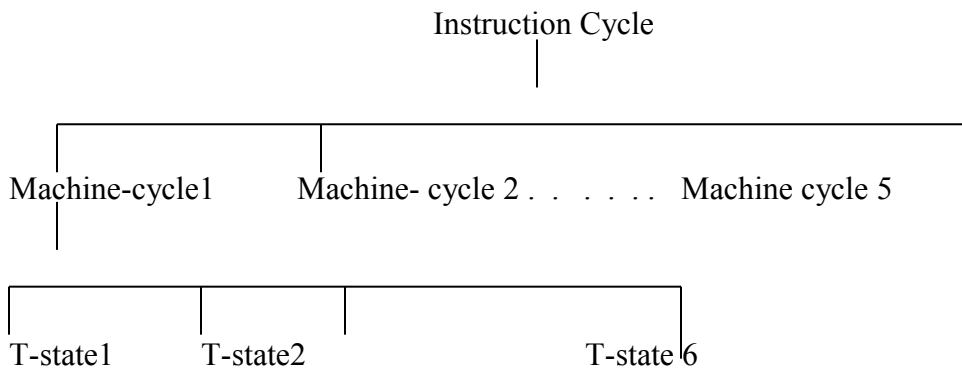 Instruction Cycle
Machine-cycle1 Machine- cycle 2 . . . . . . Machine cycle 5
T-state1 T-state2 T-state 6